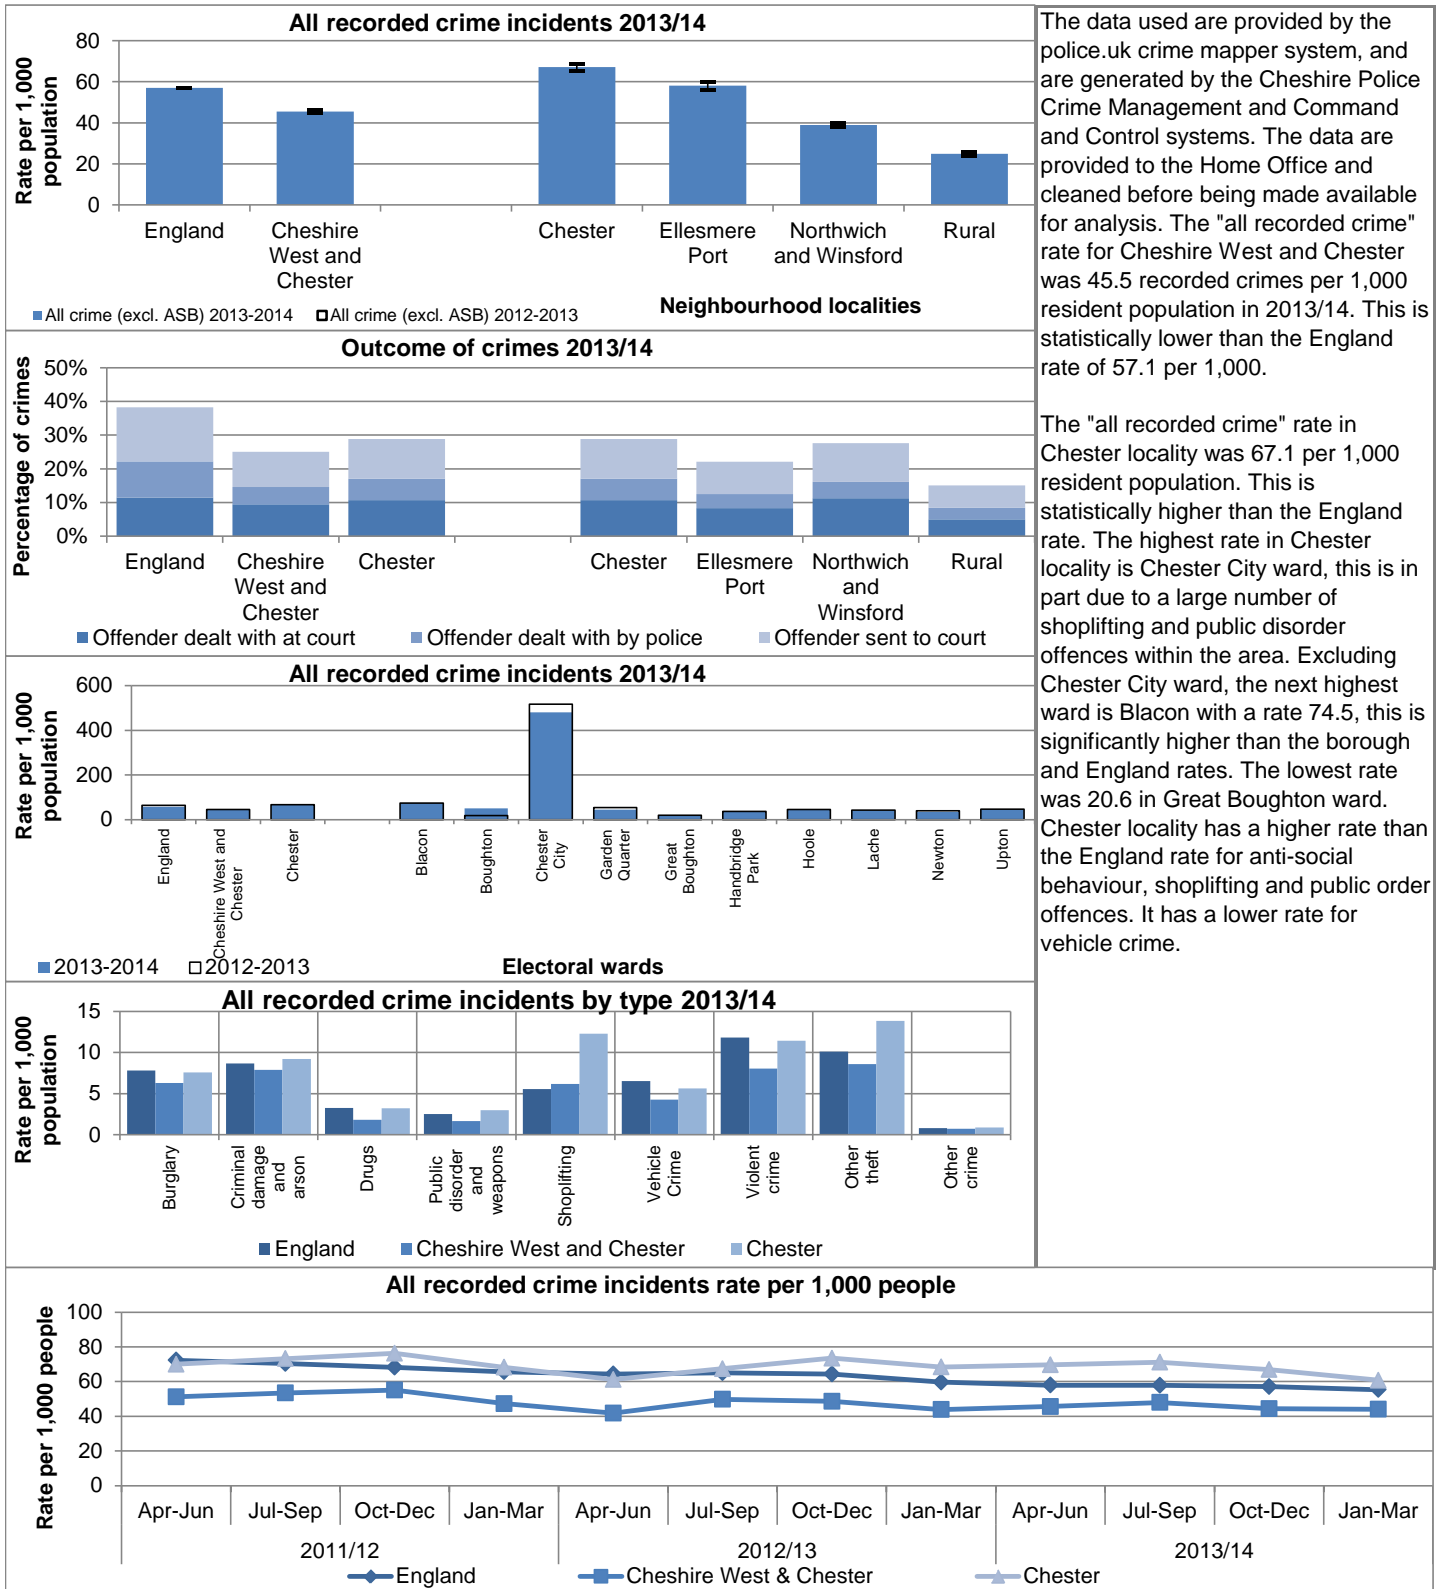 All recorded crime incidents 2013/14
Rate per 1,000
population
80
60
40
20
0
England
Cheshire
West and
Chester
Chester
Ellesmere
Port
Northwich
and Winsford
Rural
Neighbourhood localities
All crime (excl. ASB) 2013-2014
All crime (excl. ASB) 2012-2013
Outcome of crimes 2013/14
Percentage of crimes
50%
40%
30%
20%
10%
0%
England
Cheshire
West and
Chester
Chester
Chester
Ellesmere
Port
Northwich
and
Winsford
Rural
Offender dealt with at court
Offender dealt with by police
Offender sent to court
All recorded crime incidents 2013/14
Rate per 1,000
population
600
400
200
0
England
Cheshire West and
Chester
Chester
Blacon
Boughton
Chester
City
Garden
Quarter
Great
Boughton
Handbridge
Park
Hoole
Lache
Newton
Upton
2013-2014
2012-2013
Electoral wards
All recorded crime incidents by type 2013/14
Rate per 1,000
population
15
10
5
0
Burglary
Criminal
damage
and
arson
Drugs
Public
disorder
and
weapons
Shoplifting
Vehicle
Crime
Violent
crime
Other
theft
Other
crime
England
Cheshire West and Chester
Chester
The data used are provided by the
police.uk crime mapper system, and
are generated by the Cheshire Police
Crime Management and Command
and Control systems. The data are
provided to the Home Office and
cleaned before being made available
for analysis. The "all recorded crime"
rate for Cheshire West and Chester
was 45.5 recorded crimes per 1,000
resident population in 2013/14. This is
statistically lower than the England
rate of 57.1 per 1,000.
The "all recorded crime" rate in
Chester locality was 67.1 per 1,000
resident population. This is
statistically higher than the England
rate. The highest rate in Chester
locality is Chester City ward, this is in
part due to a large number of
shoplifting and public disorder
offences within the area. Excluding
Chester City ward, the next highest
ward is Blacon with a rate 74.5, this is
significantly higher than the borough
and England rates. The lowest rate
was 20.6 in Great Boughton ward.
Chester locality has a higher rate than
the England rate for anti-social
behaviour, shoplifting and public order
offences. It has a lower rate for
vehicle crime.
All recorded crime incidents rate per 1,000 people
Rate per 1,000 people
100
80
60
40
20
0
Apr-Jun
Jul-Sep
Oct-Dec
Jan-Mar
Apr-Jun
Jul-Sep
Oct-Dec
Jan-Mar
Apr-Jun
Jul-Sep
Oct-Dec
Jan-Mar
2011/12
2012/13
2013/14
England
Cheshire West & Chester
Chester